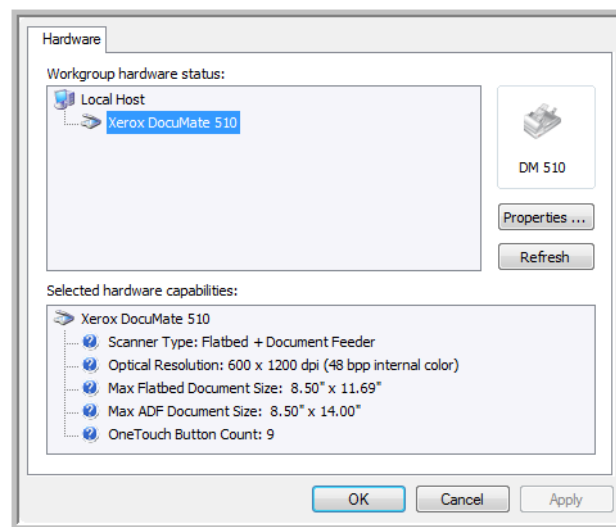 Hardware
Workgroup hardware status:
Local Host
Xerox DocuMate 510
DM 510
Properties ...
Refresh
Selected hardware capabilities:
Xerox DocuMate 510
Scanner Type: Flatbed + Document Feeder
Optical Resolution: 600 x 1200 dpi (48 bpp internal color)
Max Flatbed Document Size: 8.50" x 11.69"
Max ADF Document Size: 8.50" x 14.00"
OneTouch Button Count: 9
OK Cancel Apply